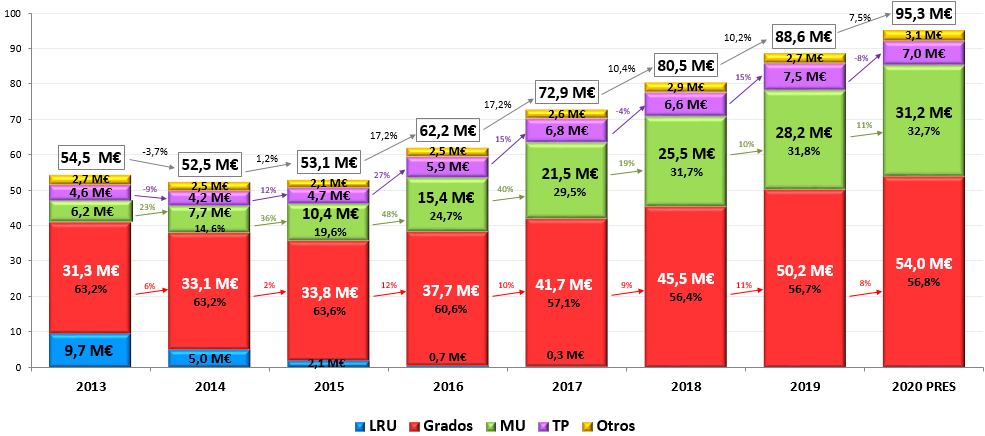 100
90
80
70
60
50
40
30
20
10
0
54,5 M€
-3,7%
52,5 M€
1,2%
53,1 M€
17,2%
62,2 M€
17,2%
72,9 M€
10,4%
80,5 M€
10,2%
88,6 M€
7,5%
95,3 M€
2,7 M€
2,5 M€
2,1 M€
2,5 M€
2,6 M€
2,9 M€
2,7 M€
3,1 M€
4,6 M€
-9%
4,2 M€
12%
4,7 M€
27%
5,9 M€
15%
6,8 M€
-4%
6,6 M€
15%
7,5 M€
-8%
7,0 M€
6,2 M€
23%
7,7 M€
14,6%
36%
10,4 M€
19,6%
48%
15,4 M€
24,7%
40%
21,5 M€
29,5%
19%
25,5 M€
31,7%
10%
28,2 M€
31,8%
11%
31,2 M€
32,7%
31,3 M€
63,2%
6%
33,1 M€
63,2%
2%
33,8 M€
63,6%
12%
37,7 M€
60,6%
10%
41,7 M€
57,1%
9%
45,5 M€
56,4%
11%
50,2 M€
56,7%
8%
54,0 M€
56,8%
9,7 M€
5,0 M€
2,1 M€
0,7 M€
0,3 M€
2013
2014
2015
2016
2017
2018
2019
2020 PRES
LRU Grados MU TP Otros